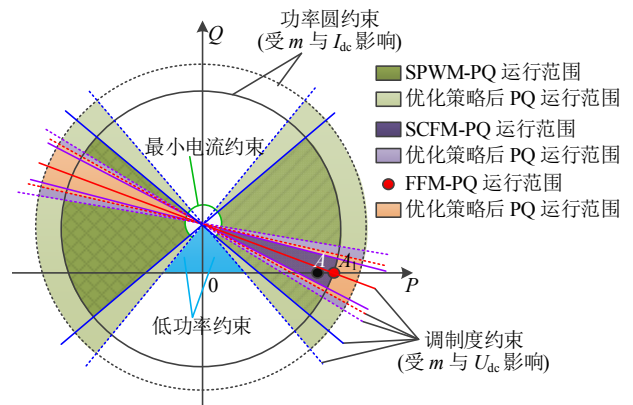 功率圆约束
(受 m 与 Idc 影响)
Q
SPWM-PQ 运行范围
优化策略后 PQ 运行范围
SCFM-PQ 运行范围
优化策略后 PQ 运行范围
FFM-PQ 运行范围
优化策略后 PQ 运行范围
最小电流约束
A
A1
0
P
低功率约束
调制度约束
(受 m 与 Udc 影响)